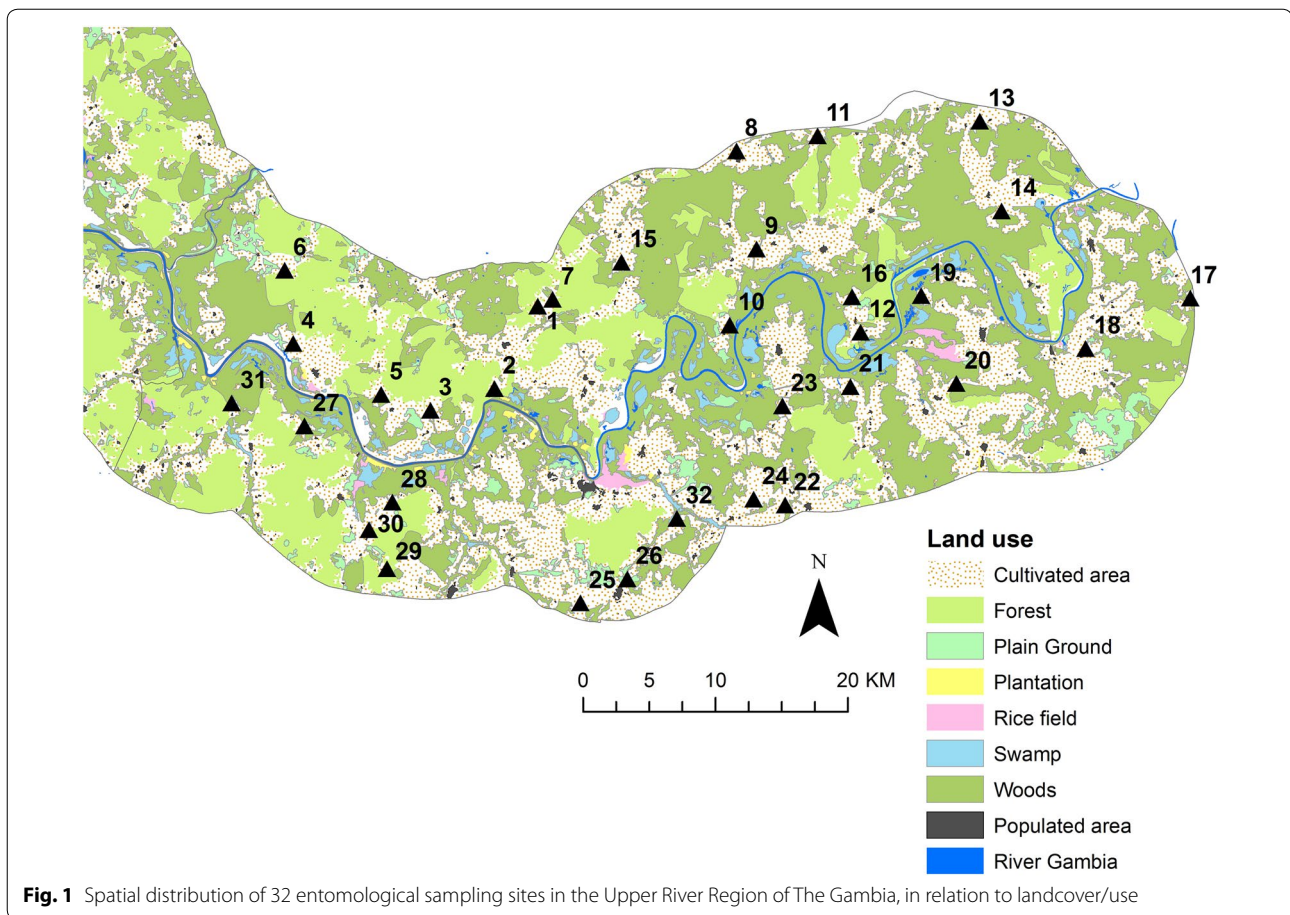 13
11
8
14
9
15
6
7
16
19
17
1
10
12
18
4
21
20
5
3
2
23
31
27
28
24
22
32
30
29
26
25
N
0 5 10 20 KM
Land use
Cultivated area
Forest
Plain Ground
Plantation
Rice field
Swamp
Woods
Populated area
River Gambia
Fig. 1 Spatial distribution of 32 entomological sampling sites in the Upper River Region of The Gambia, in relation to landcover/use